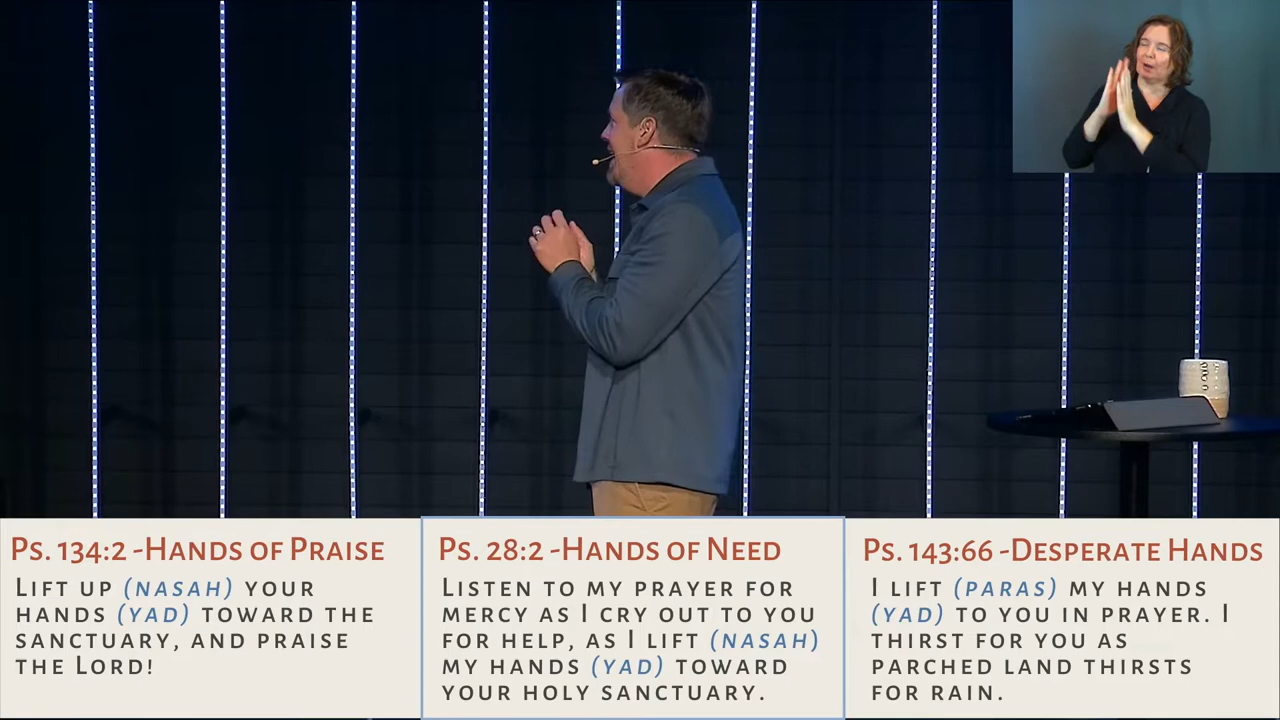 Ps. 134:2 -Hands of Praise
Lift up (nasah) your
hands (yad) toward the
sanctuary, and praise
the Lord!
Ps. 28:2 -Hands of Need
Listen to my prayer for
mercy as I cry out to you
for help, as I lift (nasah)
my hands (yad) toward
your holy sanctuary.
Ps. 143:66 -Desperate Hands
I lift (paras) my hands
(yad) to you in prayer. I
thirst for you as
parched land thirsts
for rain.